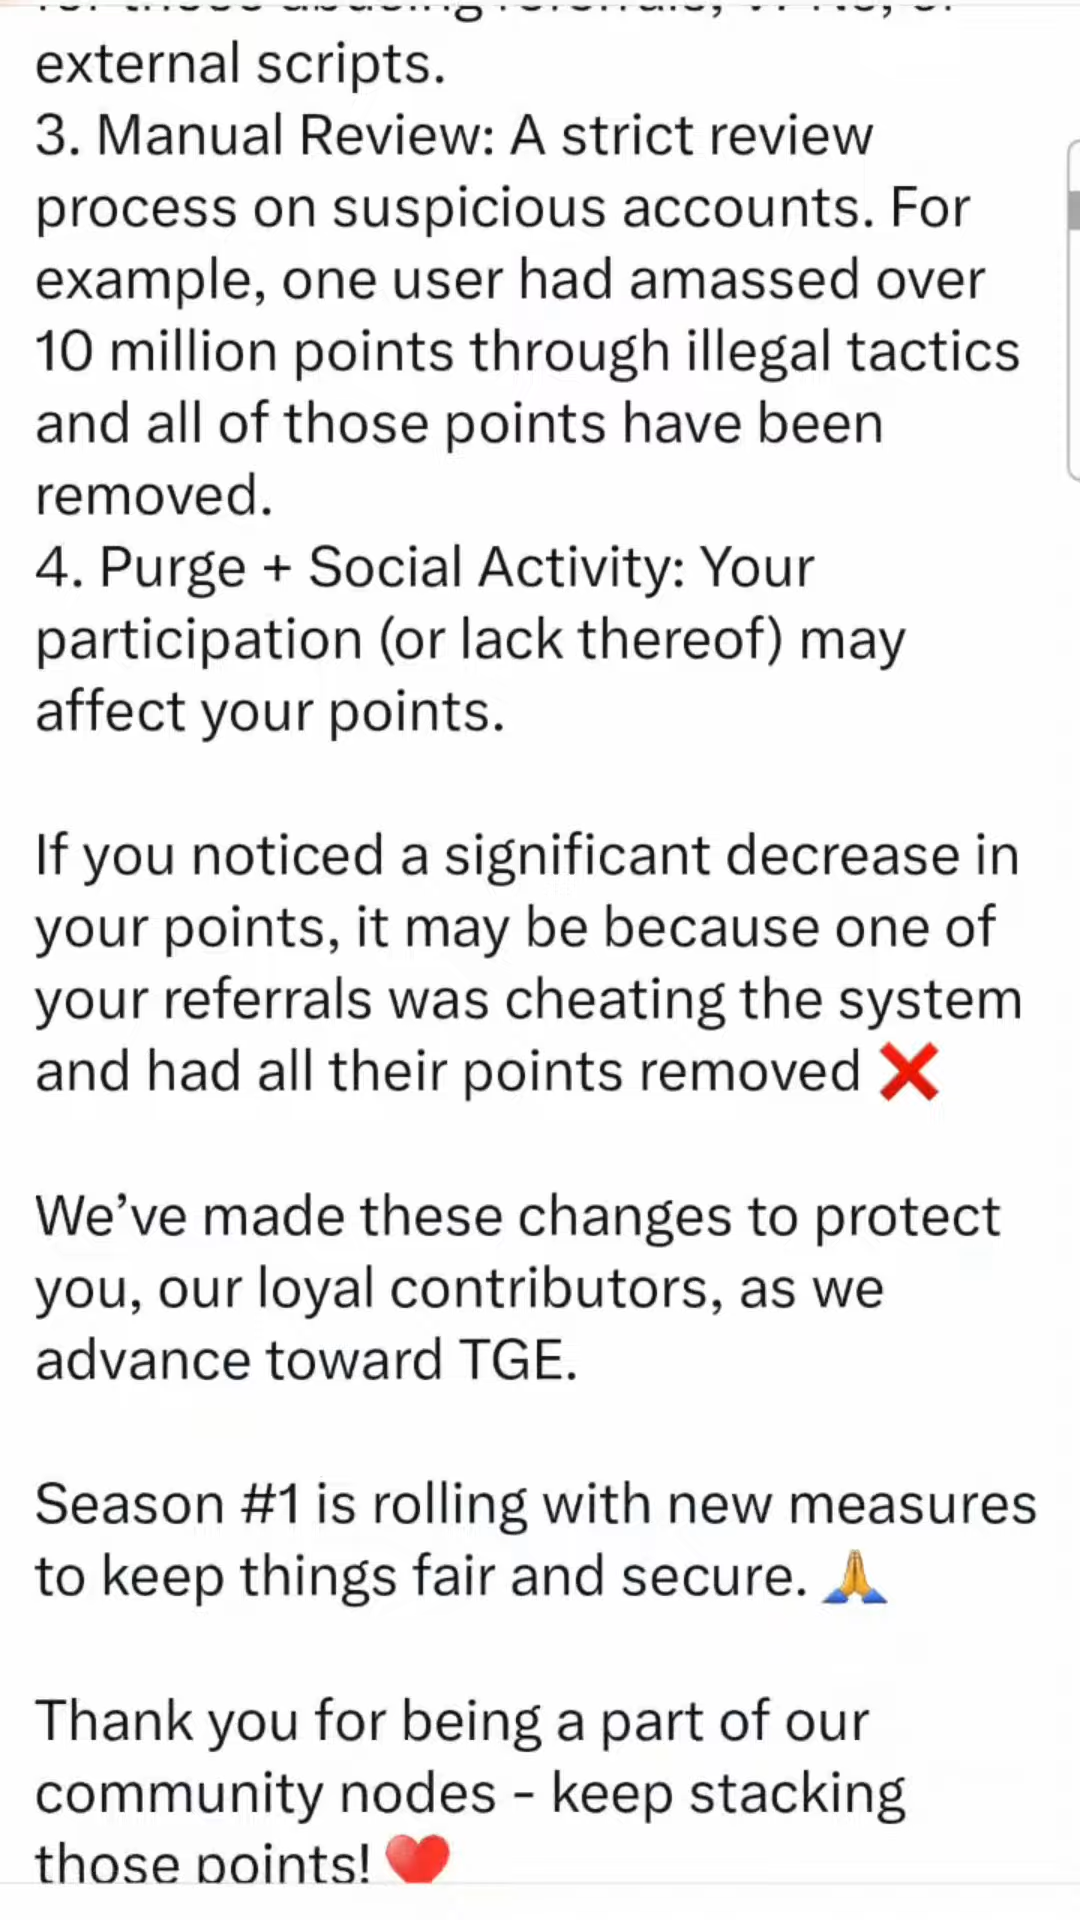 external scripts.
3. Manual Review: A strict review
process on suspicious accounts. For
example, one user had amassed over
10 million points through illegal tactics
and all of those points have been
removed.
4. Purge + Social Activity: Your
participation (or lack thereof) may
affect your points.
If you noticed a significant decrease in
your points, it may be because one of
your referrals was cheating the system
and had all their points removed ❌
We’ve made these changes to protect
you, our loyal contributors, as we
advance toward TGE.
Season #1 is rolling with new measures
to keep things fair and secure. 🙏
Thank you for being a part of our
community nodes - keep stacking
those points! ❤️